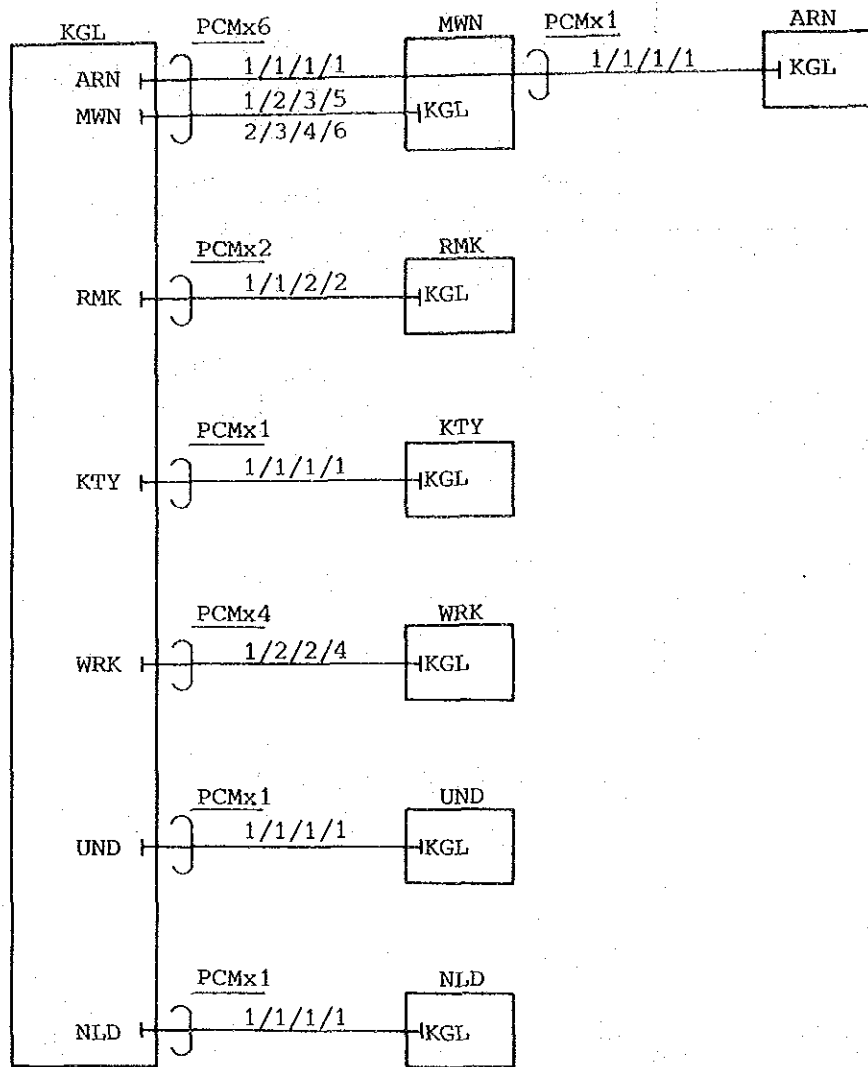 KGL PCMx6 MWN PCMx1 ARN
ARN 1/1/1/1 1/1/1/1 KGL
MWN 1/2/3/5 KGL
2/3/4/6
PCMx2 RMK
RMK 1/1/2/2 KGL
PCMx1 KTY
KTY 1/1/1/1 KGL
PCMx4 WRK
WRK 1/2/2/4 KGL
PCMx1 UND
UND 1/1/1/1 KGL
PCMx1 NLD
NLD 1/1/1/1 KGL